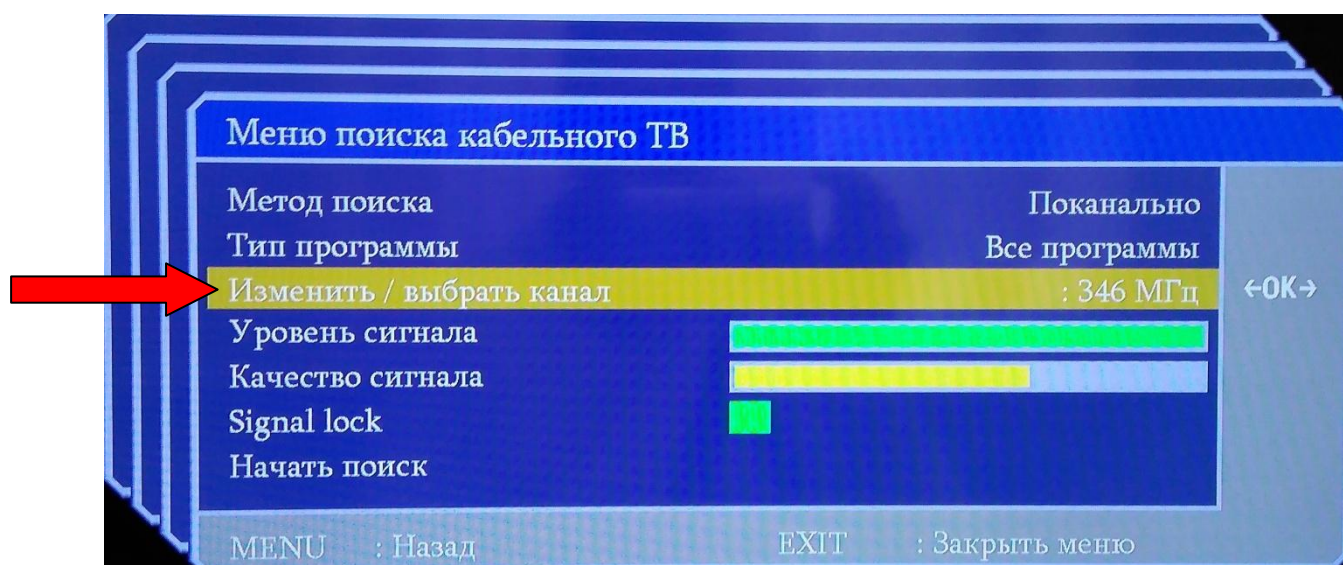 Меню поиска кабельного ТВ
Метод поиска Поканально
Тип программы Все программы
Изменить / выбрать канал : 346 МГц ←OK→
Уровень сигнала
Качество сигнала
Signal lock
Начать поиск
MENU : Назад EXIT : Закрыть меню